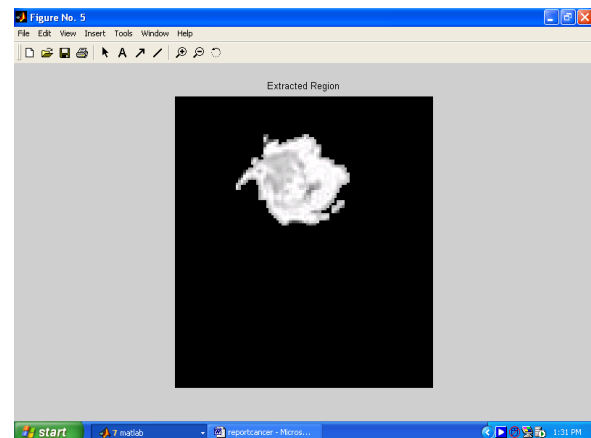 Figure No. 5
File Edit View Insert Tools Window Help
A
Extracted Region
start 7 matlab reportcancer - Micros... 1:31 PM